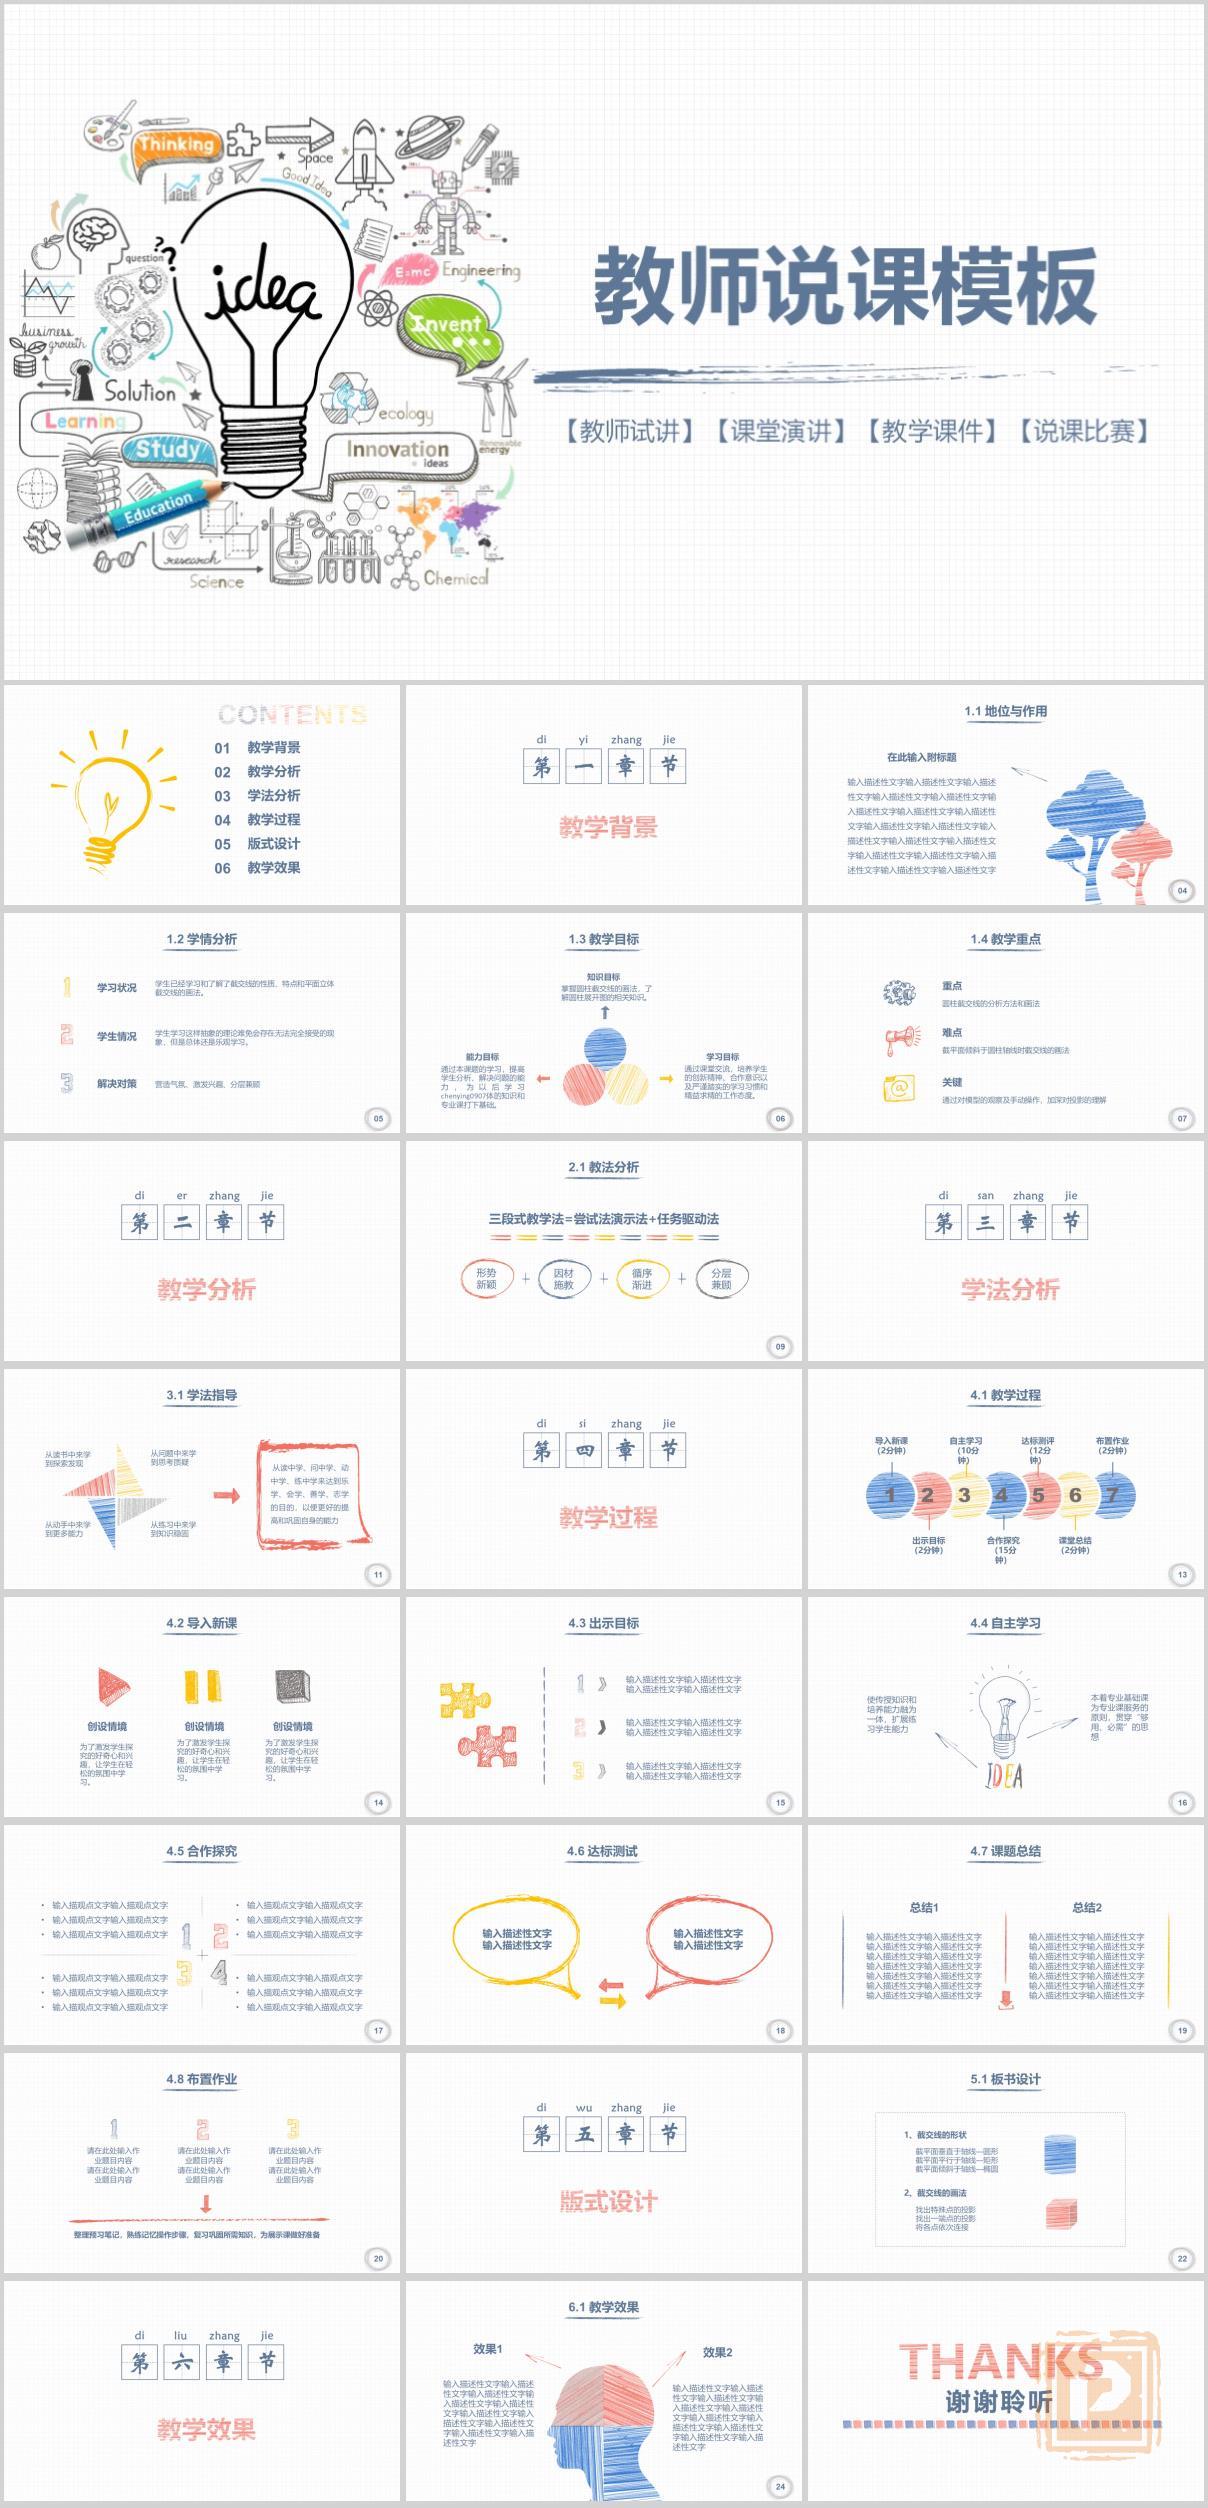 Thinking
Space
Good Idea
question
?
?
idea
E=mc
Engineering
Invent
business
growth
Solution
ecology
Learning
Study
Innovation
ideas
Renewable
energy
Education
research
Science
Chemical
教师说课模板
【教师试讲】【课堂演讲】【教学课件】【说课比赛】
CONTENTS
01 教学背景
02 教学分析
03 学法分析
04 教学过程
05 版式设计
06 教学效果
di yi zhang jie
第一章节
教学背景
1.1 地位与作用
在此输入附标题
输入描述性文字输入描述性文字输入描述
性文字输入描述性文字输入描述性文字输
入描述性文字输入描述性文字输入描述性
文字输入描述性文字输入描述性文字输入
描述性文字输入描述性文字输入描述性文
字输入描述性文字输入描述性文字输入描
述性文字输入描述性文字输入描述性文字
04
1.2 学情分析
1 学习状况
学生已经学习和了解了截交线的性质、特点和平面立体
截交线的画法。
2 学生情况
学生学习这样抽象的理论难免会存在无法完全接受的现
象，但是总体还是乐观学习。
3 解决对策
营造气氛、激发兴趣、分层兼顾
05
1.3 教学目标
知识目标
掌握圆柱截交线的画法，了
解圆柱展开图的相关知识。
能力目标
通过本课题的学习，提高
学生分析、解决问题的能
力，为以后学习
chenying0907体的知识和
专业课打下基础。
学习目标
通过课堂交流，培养学生
的创新精神、合作意识以
及严谨踏实的学习习惯和
精益求精的工作态度。
06
1.4 教学重点
重点
圆柱截交线的分析方法和画法
难点
截平面倾斜于圆柱轴线时截交线的画法
关键
通过对模型的观察及手动操作，加深对投影的理解
07
di er zhang jie
第二章节
教学分析
2.1 教法分析
三段式教学法=尝试法演示法+任务驱动法
形势
新颖
+
因材
施教
+
循序
渐进
+
分层
兼顾
09
di san zhang jie
第三章节
学法分析
3.1 学法指导
从读书中来学
到探索发现
从问题中来学
到思考质疑
从动手中来学
到更多能力
从练习中来学
到知识稳固
从读中学、问中学、动
中学、练中学来达到乐
学、会学、善学、志学
的目的，以便更好的提
高和巩固自身的能力
11
di si zhang jie
第四章节
教学过程
4.1 教学过程
导入新课
（2分钟）
自主学习
（10分
钟）
达标测评
（12分
钟）
布置作业
（2分钟）
1 2 3 4 5 6 7
出示目标
（2分钟）
合作探究
（15分
钟）
课堂总结
（2分钟）
13
4.2 导入新课
创设情境
为了激发学生探
究的好奇心和兴
趣，让学生在轻
松的氛围中学
习。
创设情境
为了激发学生探
究的好奇心和兴
趣，让学生在轻
松的氛围中学
习。
创设情境
为了激发学生探
究的好奇心和兴
趣，让学生在轻
松的氛围中学
习。
14
4.3 出示目标
1
输入描述性文字输入描述性文字
输入描述性文字输入描述性文字
2
输入描述性文字输入描述性文字
输入描述性文字输入描述性文字
3
输入描述性文字输入描述性文字
输入描述性文字输入描述性文字
15
4.4 自主学习
使传授知识和
培养能力融为
一体，扩展练
习学生能力
本着专业基础课
为专业课服务的
原则，贯穿“够
用、必需”的思
想
IDEA
16
4.5 合作探究
• 输入描观点文字输入描观点文字
输入描观点文字输入描观点文字
输入描观点文字输入描观点文字
• 输入描观点文字输入描观点文字
输入描观点文字输入描观点文字
• 输入描观点文字输入描观点文字
1 2
3 4
• 输入描观点文字输入描观点文字
• 输入描观点文字输入描观点文字
• 输入描观点文字输入描观点文字
• 输入描观点文字输入描观点文字
• 输入描观点文字输入描观点文字
• 输入描观点文字输入描观点文字
17
4.6 达标测试
输入描述性文字
输入描述性文字
输入描述性文字
输入描述性文字
18
4.7 课题总结
总结1
输入描述性文字输入描述性文字
输入描述性文字输入描述性文字
输入描述性文字输入描述性文字
输入描述性文字输入描述性文字
输入描述性文字输入描述性文字
输入描述性文字输入描述性文字
输入描述性文字输入描述性文字
总结2
输入描述性文字输入描述性文字
输入描述性文字输入描述性文字
输入描述性文字输入描述性文字
输入描述性文字输入描述性文字
输入描述性文字输入描述性文字
输入描述性文字输入描述性文字
输入描述性文字输入描述性文字
19
4.8 布置作业
1
请在此处输入作
业题目内容
请在此处输入作
业题目内容
2
请在此处输入作
业题目内容
请在此处输入作
业题目内容
3
请在此处输入作
业题目内容
请在此处输入作
业题目内容
整理预习笔记，熟练记忆操作步骤，复习巩固所需知识，为展示课做好准备
20
di wu zhang jie
第五章节
版式设计
5.1 板书设计
1、截交线的形状
截平面垂直于轴线—圆形
截平面平行于轴线—矩形
截平面倾斜于轴线—椭圆
2、截交线的画法
找出特殊点的投影
找出一端点的投影
将各点依次连接
22
di liu zhang jie
第六章节
教学效果
6.1 教学效果
效果1
输入描述性文字输入描述
性文字输入描述性文字输
入描述性文字输入描述性
文字输入描述性文字输入
描述性文字输入描述性文
字输入描述性文字输入描
述性文字
效果2
输入描述性文字输入描述
性文字输入描述性文字输
入描述性文字输入描述性
文字输入描述性文字输入
描述性文字输入描述性文
字输入描述性文字输入描
述性文字
24
THANKS
谢谢聆听